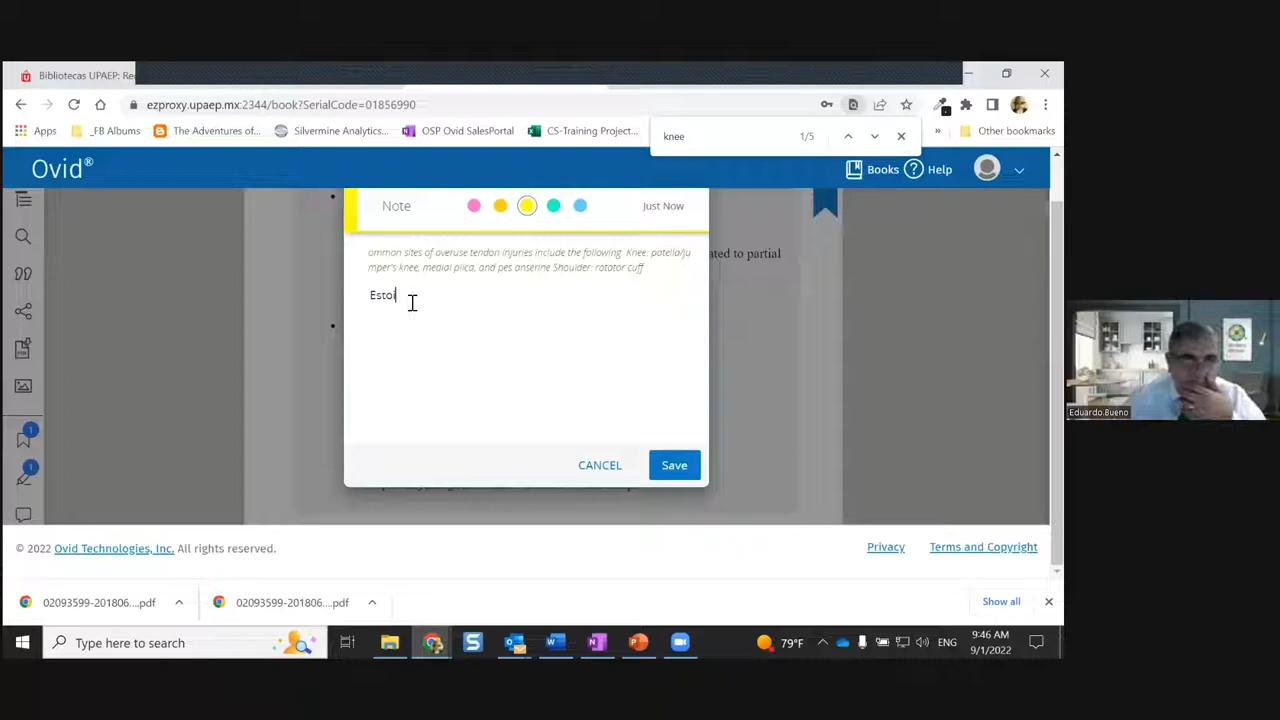 Bibliotecas UPAEP: Re
ezproxy.upaep.mx:2344/book?SerialCode=01856990
Apps
_FB Albums
The Adventures of...
Silvermine Analytics...
OSP Ovid SalesPortal
CS-Training Project...
Other bookmarks
knee
1/5
Ovid®
Books
Help
Note
Just Now
ommon sites of overuse tendon injuries include the following. Knee: patella/ju
mper's knee, medial plica, and pes anserine Shoulder: rotator cuff
ated to partial
Estoi
CANCEL
Save
1
1
© 2022 Ovid Technologies, Inc. All rights reserved.
Privacy
Terms and Copyright
02093599-201806....pdf
02093599-201806....pdf
Show all
Type here to search
79°F
ENG
9:46 AM
9/1/2022
Eduardo.Bueno